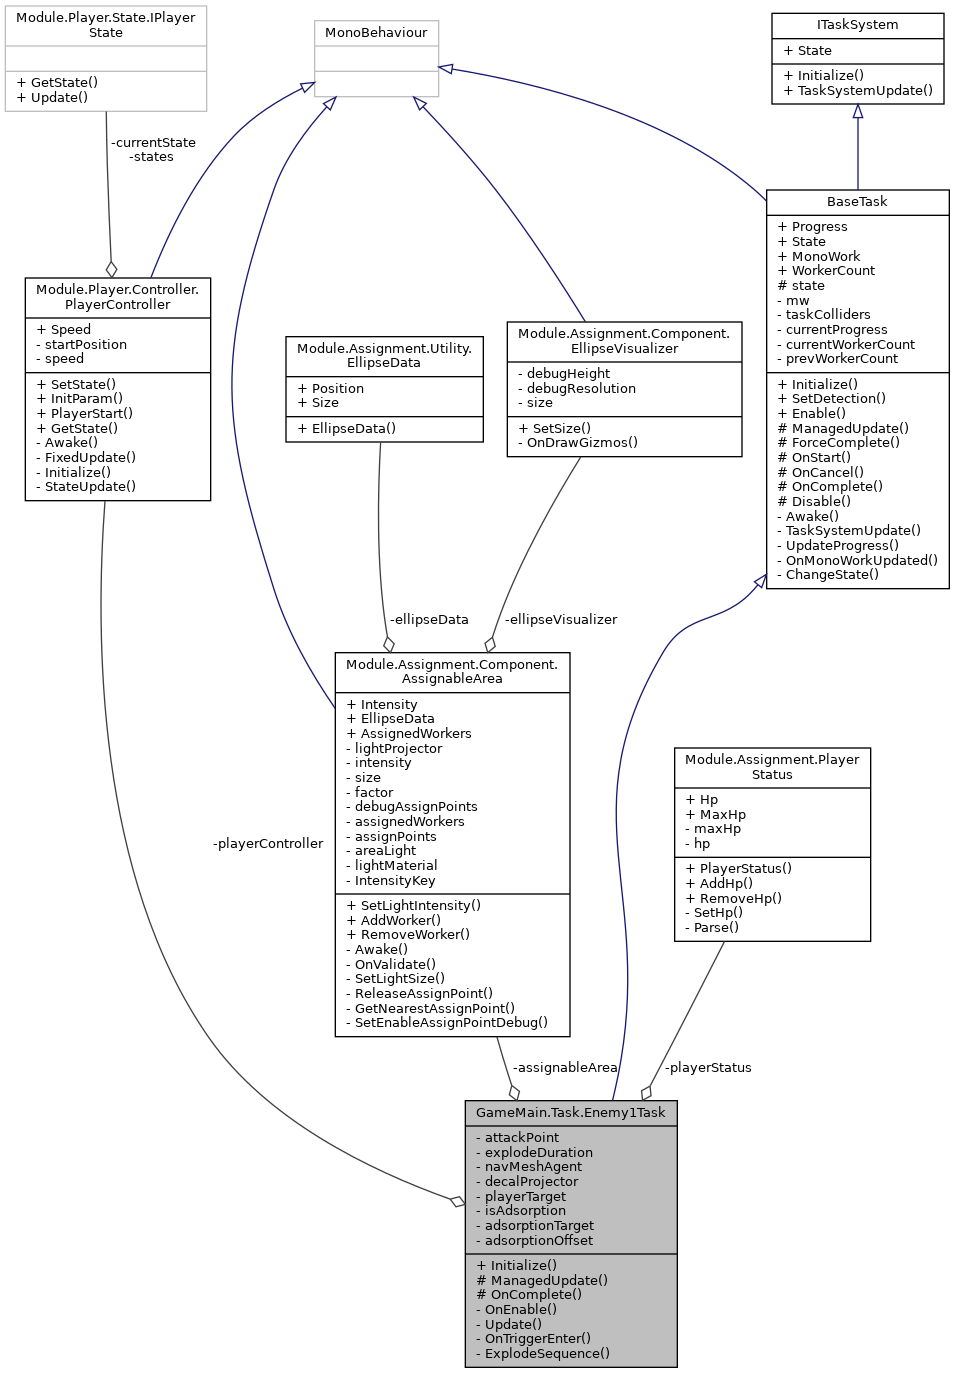 Module.Player.State.IPlayer
State
+ GetState()
+ Update()
MonoBehaviour
ITaskSystem
+ State
+ Initialize()
+ TaskSystemUpdate()
-currentState
-states
BaseTask
+ Progress
+ State
+ MonoWork
+ WorkerCount
# state
- mw
- taskColliders
- currentProgress
- currentWorkerCount
- prevWorkerCount
+ Initialize()
+ SetDetection()
+ Enable()
# ManagedUpdate()
# ForceComplete()
# OnStart()
# OnCancel()
# OnComplete()
# Disable()
- Awake()
- TaskSystemUpdate()
- UpdateProgress()
- OnMonoWorkUpdated()
- ChangeState()
Module.Player.Controller.
PlayerController
+ Speed
- startPosition
- speed
+ SetState()
+ InitParam()
+ PlayerStart()
+ GetState()
- Awake()
- FixedUpdate()
- Initialize()
- StateUpdate()
Module.Assignment.Utility.
EllipseData
+ Position
+ Size
+ EllipseData()
Module.Assignment.Component.
EllipseVisualizer
- debugHeight
- debugResolution
- size
+ SetSize()
- OnDrawGizmos()
-ellipseData
-ellipseVisualizer
Module.Assignment.Component.
AssignableArea
+ Intensity
+ EllipseData
+ AssignedWorkers
- lightProjector
- intensity
- size
- factor
- debugAssignPoints
- assignedWorkers
- assignPoints
- areaLight
- lightMaterial
- IntensityKey
+ SetLightIntensity()
+ AddWorker()
+ RemoveWorker()
- Awake()
- OnValidate()
- SetLightSize()
- ReleaseAssignPoint()
- GetNearestAssignPoint()
- SetEnableAssignPointDebug()
Module.Assignment.Player
Status
+ Hp
+ MaxHp
- maxHp
- hp
+ PlayerStatus()
+ AddHp()
+ RemoveHp()
- SetHp()
- Parse()
-playerController
-assignableArea
-playerStatus
GameMain.Task.Enemy1Task
- attackPoint
- explodeDuration
- navMeshAgent
- decalProjector
- playerTarget
- isAdsorption
- adsorptionTarget
- adsorptionOffset
+ Initialize()
# ManagedUpdate()
# OnComplete()
- OnEnable()
- Update()
- OnTriggerEnter()
- ExplodeSequence()